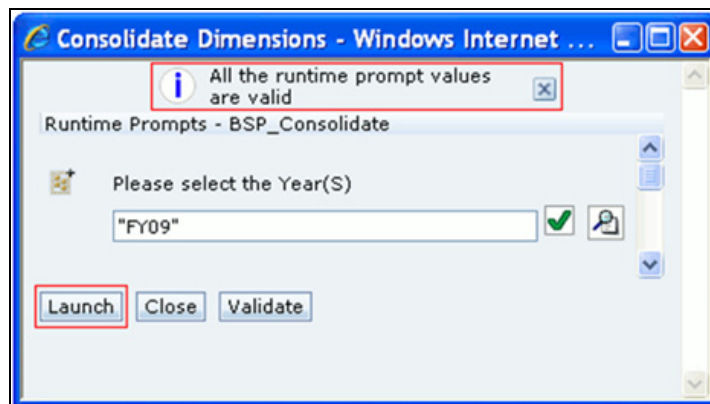 Consolidate Dimensions - Windows Internet ...
All the runtime prompt values
are valid
Runtime Prompts - BSP_Consolidate
Please select the Year(S)
"FY09"
Launch Close Validate